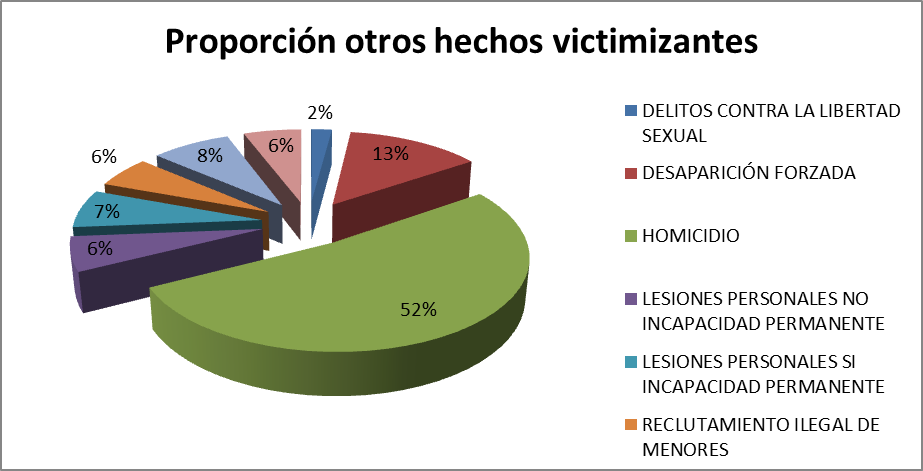 Proporción otros hechos victimizantes
2%
13%
52%
6%
7%
6%
8%
6%
DELITOS CONTRA LA LIBERTAD
SEXUAL
DESAPARICIÓN FORZADA
HOMICIDIO
LESIONES PERSONALES NO
INCAPACIDAD PERMANENTE
LESIONES PERSONALES SI
INCAPACIDAD PERMANENTE
RECLUTAMIENTO ILEGAL DE
MENORES